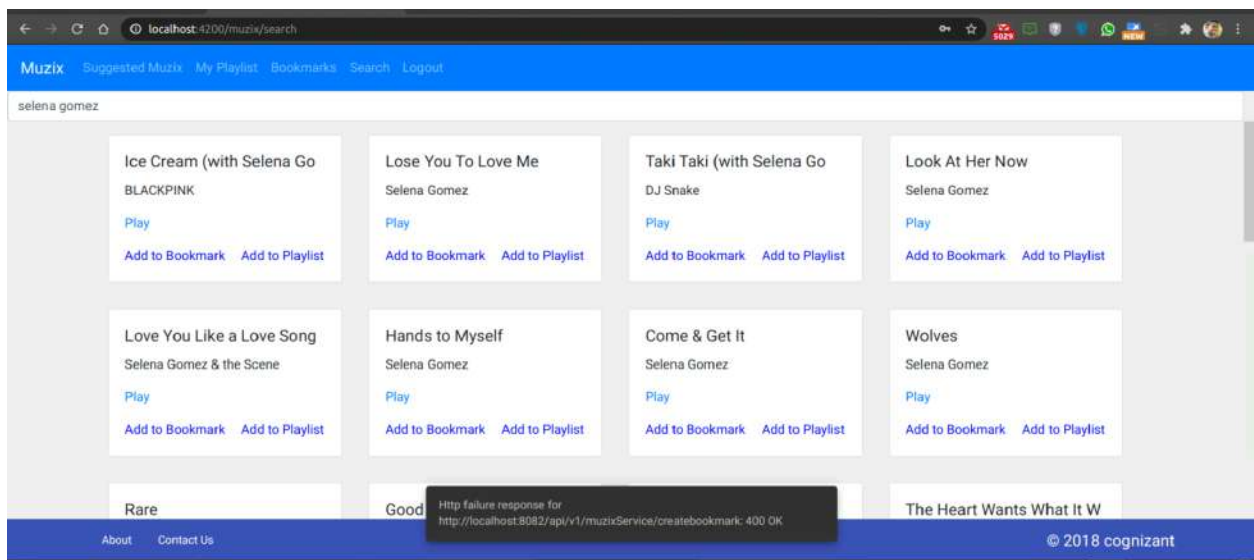 localhost:4200/muzix/search
5029
NEW
Muzix Suggested Muzix My Playlist Bookmarks Search Logout
selena gomez
Ice Cream (with Selena Go
BLACKPINK
Play
Add to Bookmark Add to Playlist
Lose You To Love Me
Selena Gomez
Play
Add to Bookmark Add to Playlist
Taki Taki (with Selena Go
DJ Snake
Play
Add to Bookmark Add to Playlist
Look At Her Now
Selena Gomez
Play
Add to Bookmark Add to Playlist
Love You Like a Love Song
Selena Gomez & the Scene
Play
Add to Bookmark Add to Playlist
Hands to Myself
Selena Gomez
Play
Add to Bookmark Add to Playlist
Come & Get It
Selena Gomez
Play
Add to Bookmark Add to Playlist
Wolves
Selena Gomez
Play
Add to Bookmark Add to Playlist
Rare
Good
The Heart Wants What It W
Http failure response for
http://localhost:8082/api/v1/muzixService/createbookmark: 400 OK
About Contact Us
© 2018 cognizant